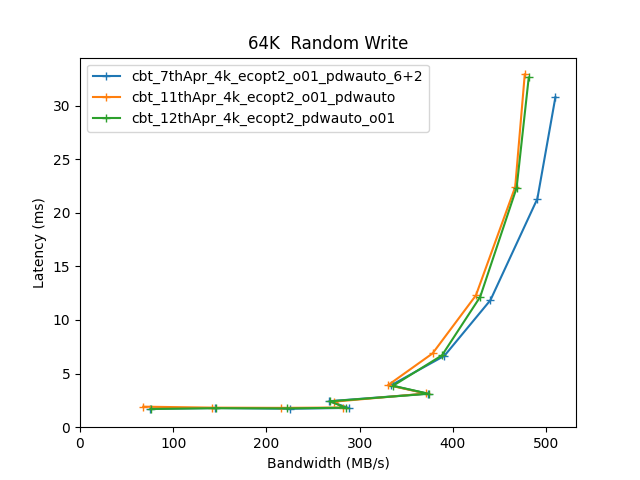 64K  Random Write
cbt_7thApr_4k_ecopt2_o01_pdwauto_6+2
cbt_11thApr_4k_ecopt2_o01_pdwauto
cbt_12thApr_4k_ecopt2_pdwauto_o01
Latency (ms)
30
25
20
15
10
5
0
0 100 200 300 400 500
Bandwidth (MB/s)